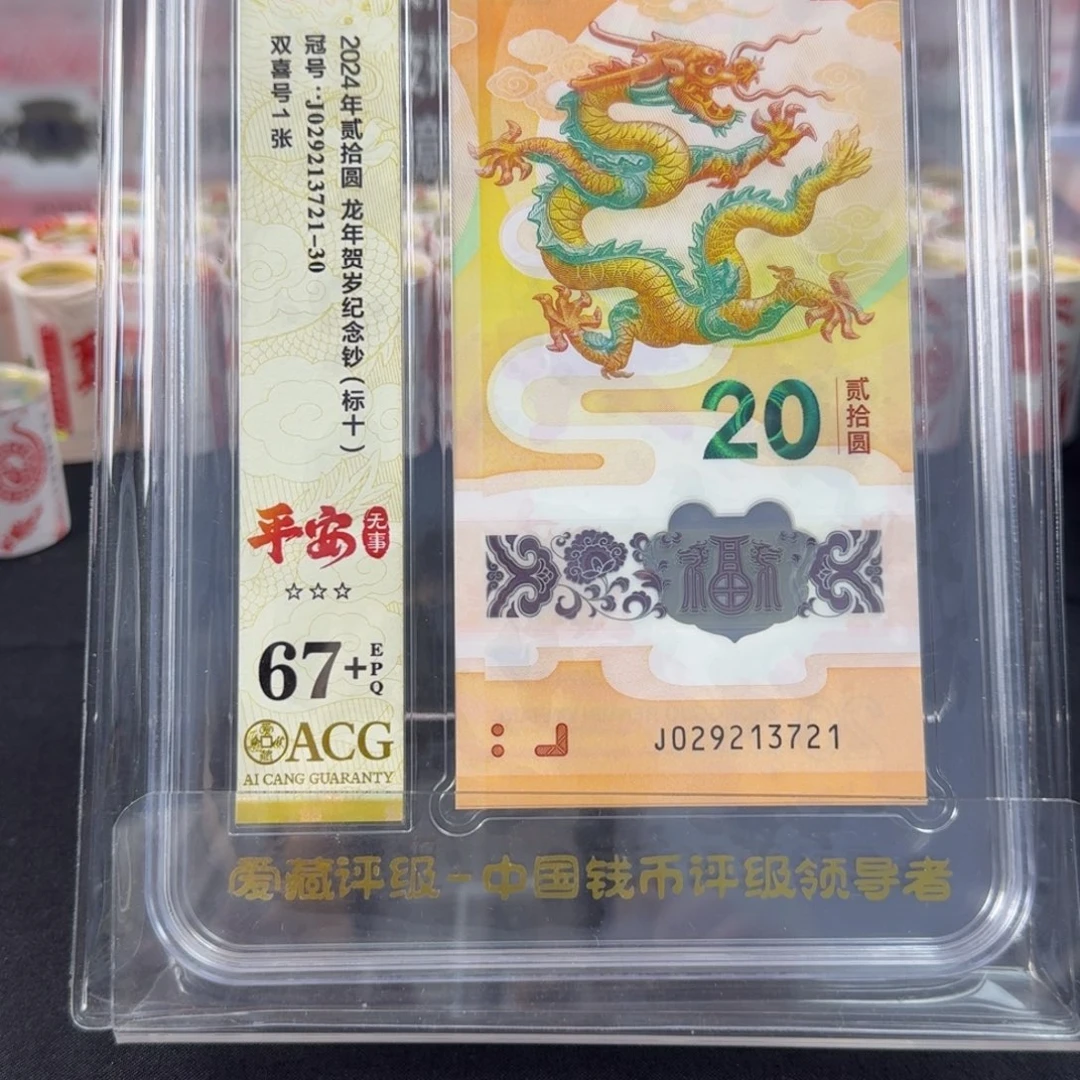 2024年贰拾圆 龙年贺岁纪念钞(标十)
冠号:J029213721-30
双喜号1张
平安
无事
67+
EPQ
ACG
AI CANG GUARANTY
20
贰拾圆
福
J029213721
爱藏评级-中国钱币评级领导者